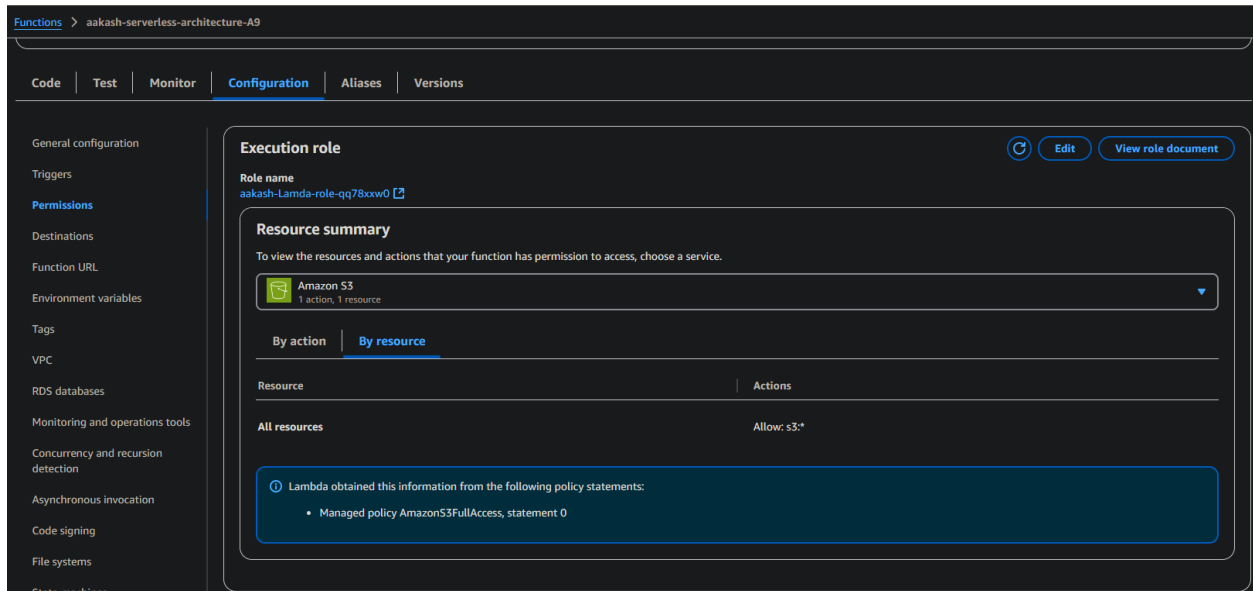 Functions > aakash-serverless-architecture-A9
Code Test Monitor Configuration Aliases Versions
General configuration
Triggers
Permissions
Destinations
Function URL
Environment variables
Tags
VPC
RDS databases
Monitoring and operations tools
Concurrency and recursion
detection
Asynchronous invocation
Code signing
File systems
State machines
Execution role
Edit
View role document
Role name
aakash-Lamda-role-qq78xxw0
Resource summary
To view the resources and actions that your function has permission to access, choose a service.
Amazon S3
1 action, 1 resource
By action By resource
Resource Actions
All resources Allow: s3:*
Lambda obtained this information from the following policy statements:
• Managed policy AmazonS3FullAccess, statement 0